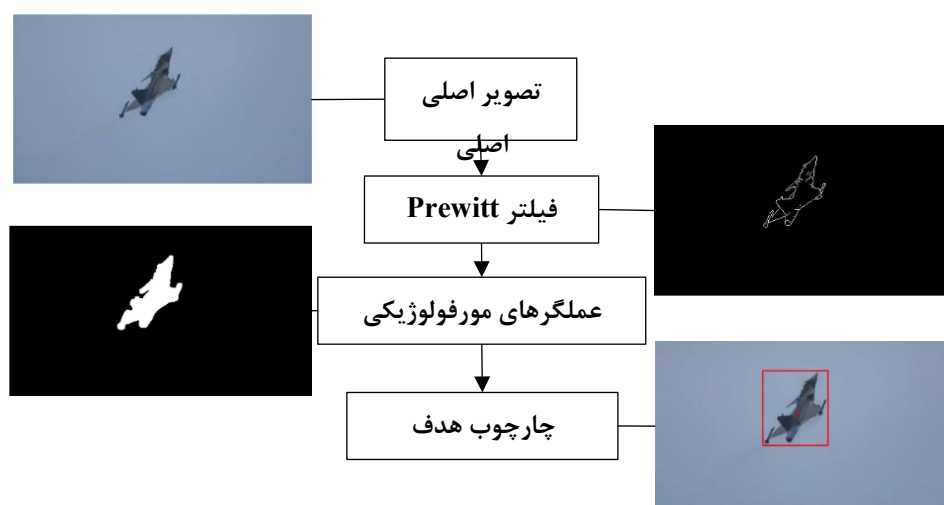 تصویر اصلی
اصلی
فیلتر Prewitt
عملگرهای مورفولوژیکی
چارچوب هدف